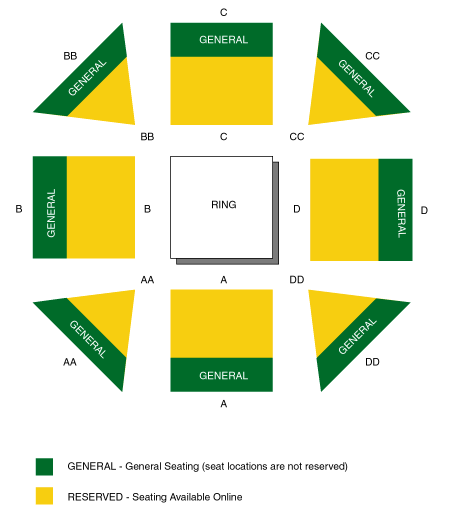 C
GENERAL
BB
GENERAL
CC
GENERAL
BB
C
CC
B
GENERAL
B
RING
D
GENERAL
D
AA
A
DD
GENERAL
AA
GENERAL
GENERAL
DD
A
GENERAL - General Seating (seat locations are not reserved)
RESERVED - Seating Available Online